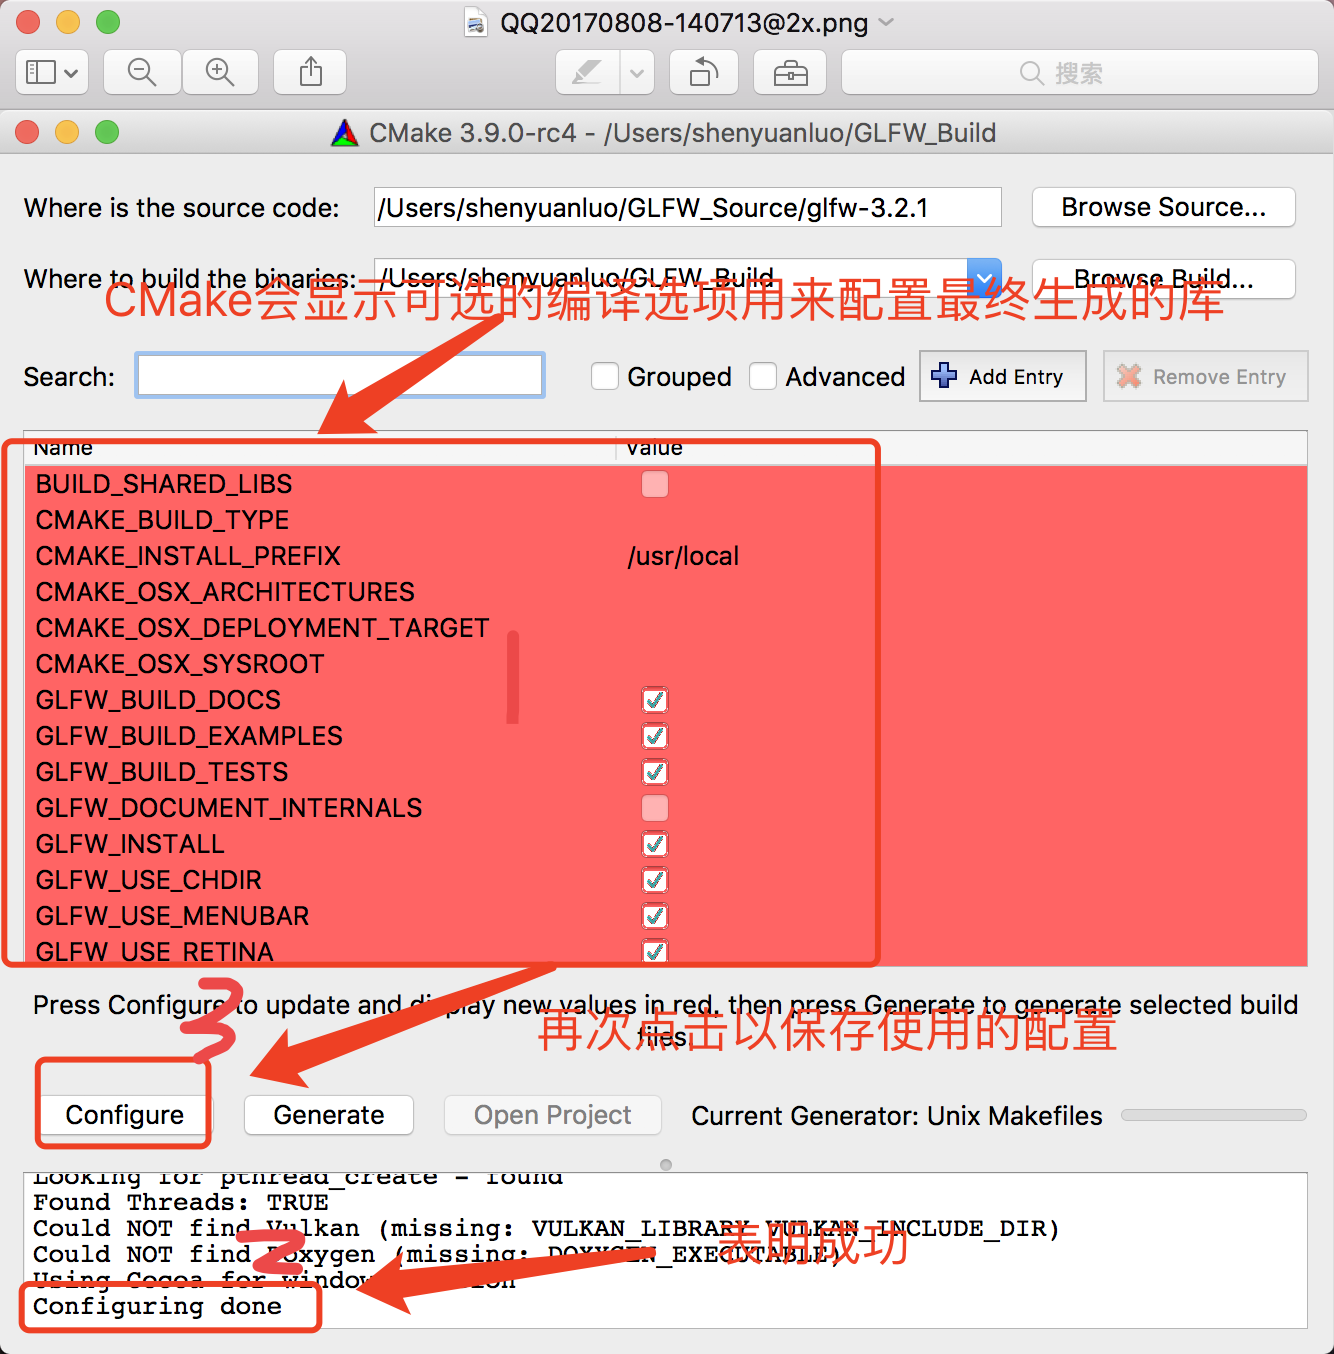 QQ20170808-140713@2x.png
搜索
CMake 3.9.0-rc4 - /Users/shenyuanluo/GLFW_Build
Where is the source code: /Users/shenyuanluo/GLFW_Source/glfw-3.2.1 Browse Source...
Where to build the binaries: /Users/shenyuanluo/GLFW_Build Browse Build...
CMake会显示可选的编译选项用来配置最终生成的库
Search: Grouped Advanced Add Entry Remove Entry
Name Value
BUILD_SHARED_LIBS
CMAKE_BUILD_TYPE
CMAKE_INSTALL_PREFIX /usr/local
CMAKE_OSX_ARCHITECTURES
CMAKE_OSX_DEPLOYMENT_TARGET
CMAKE_OSX_SYSROOT
1
GLFW_BUILD_DOCS
GLFW_BUILD_EXAMPLES
GLFW_BUILD_TESTS
GLFW_DOCUMENT_INTERNALS
GLFW_INSTALL
GLFW_USE_CHDIR
GLFW_USE_MENUBAR
GLFW_USE_RETINA
3
Press Configure to update and display new values in red, then press Generate to generate selected build
files.
再次点击以保存使用的配置
Configure Generate Open Project Current Generator: Unix Makefiles
Looking for pthread_create - found
Found Threads: TRUE
Could NOT find Vulkan (missing: VULKAN_LIBRARY VULKAN_INCLUDE_DIR)
2 表明成功
Could NOT find Doxygen (missing: DOXYGEN_EXECUTABLE)
Using Cocoa for window
Configuring done